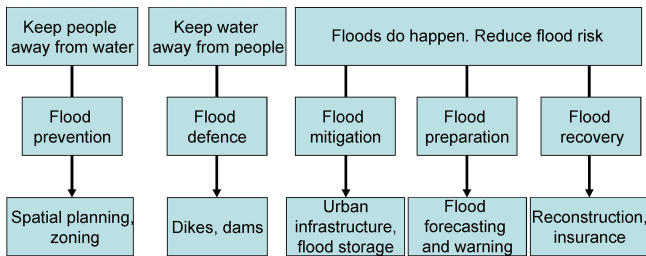 Keep people
away from water
Keep water
away from people
Floods do happen. Reduce flood risk
Flood
prevention
Flood
defence
Flood
mitigation
Flood
preparation
Flood
recovery
Spatial planning,
zoning
Dikes, dams
Urban
infrastructure,
flood storage
Flood
forecasting
and warning
Reconstruction,
insurance